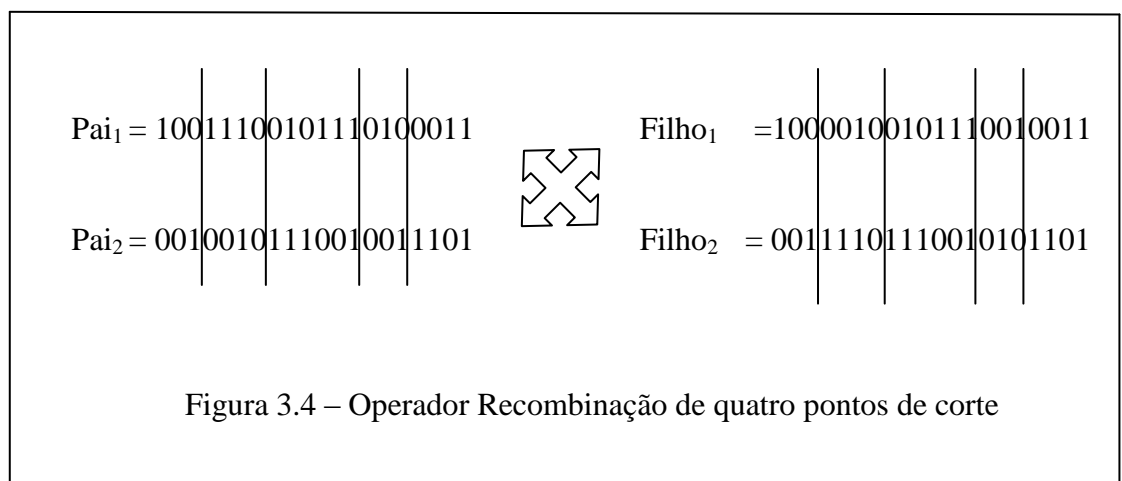 Pai₁ = 10011100101110100011 Filho₁ =10000100101110010011
Pai₂ = 00100101110010011101 Filho₂ = 00111101110010101101
Figura 3.4 – Operador Recombinação de quatro pontos de corte